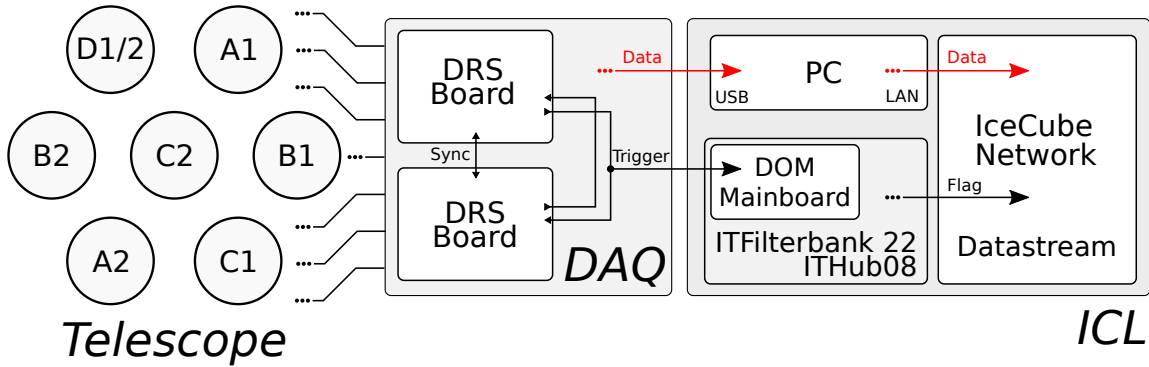 D1/2
A1
B2
C2
B1
A2
C1
Telescope
DRS
Board
Sync
DRS
Board
Trigger
DAQ
Data
USB
PC
LAN
Data
DOM
Mainboard
ITFilterbank 22
ITHub08
IceCube
Network
Flag
Datastream
ICL